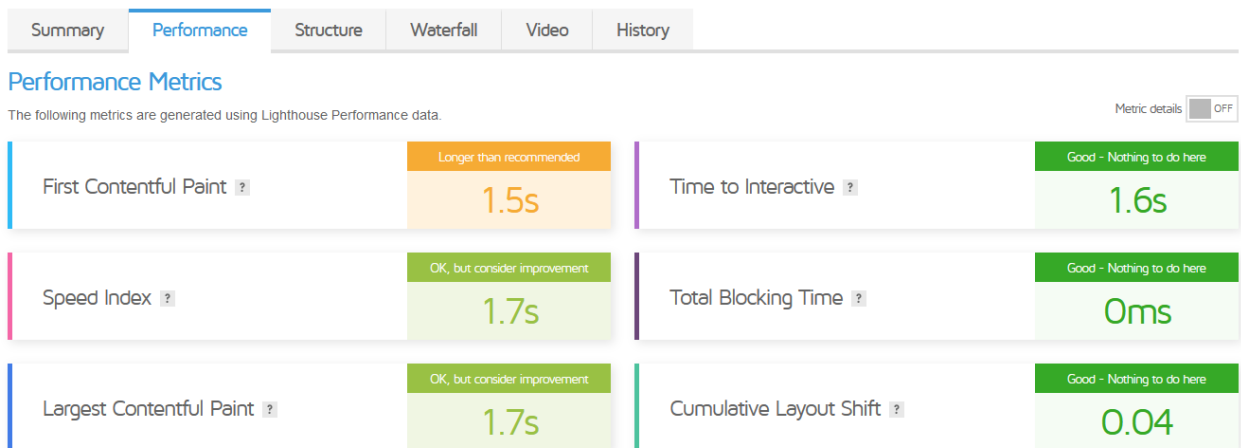 Summary Performance Structure Waterfall Video History
Performance Metrics
The following metrics are generated using Lighthouse Performance data.
Metric details OFF
First Contentful Paint ?
Longer than recommended
1.5s
Time to Interactive ?
Good - Nothing to do here
1.6s
Speed Index ?
OK, but consider improvement
1.7s
Total Blocking Time ?
Good - Nothing to do here
0ms
Largest Contentful Paint ?
OK, but consider improvement
1.7s
Cumulative Layout Shift ?
Good - Nothing to do here
0.04